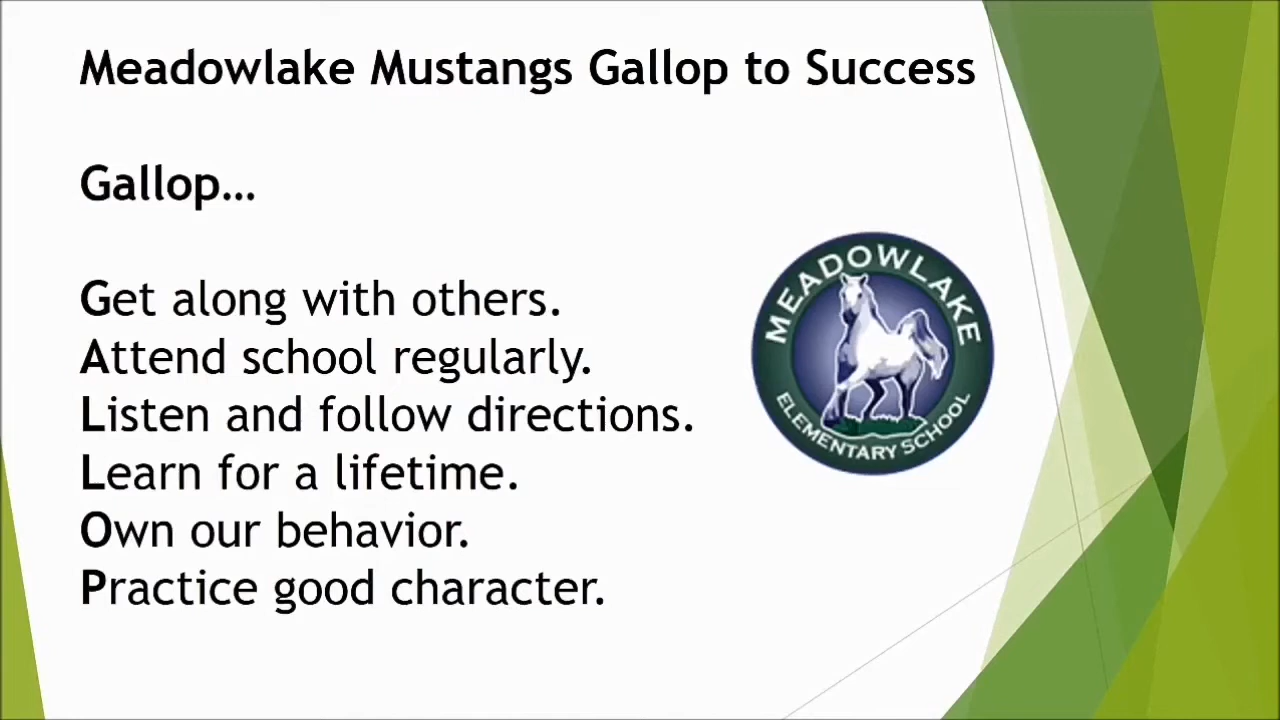 Meadowlake Mustangs Gallop to Success
Gallop…
Get along with others.
Attend school regularly.
Listen and follow directions.
Learn for a lifetime.
Own our behavior.
Practice good character.
MEADOWLAKE
ELEMENTARY SCHOOL